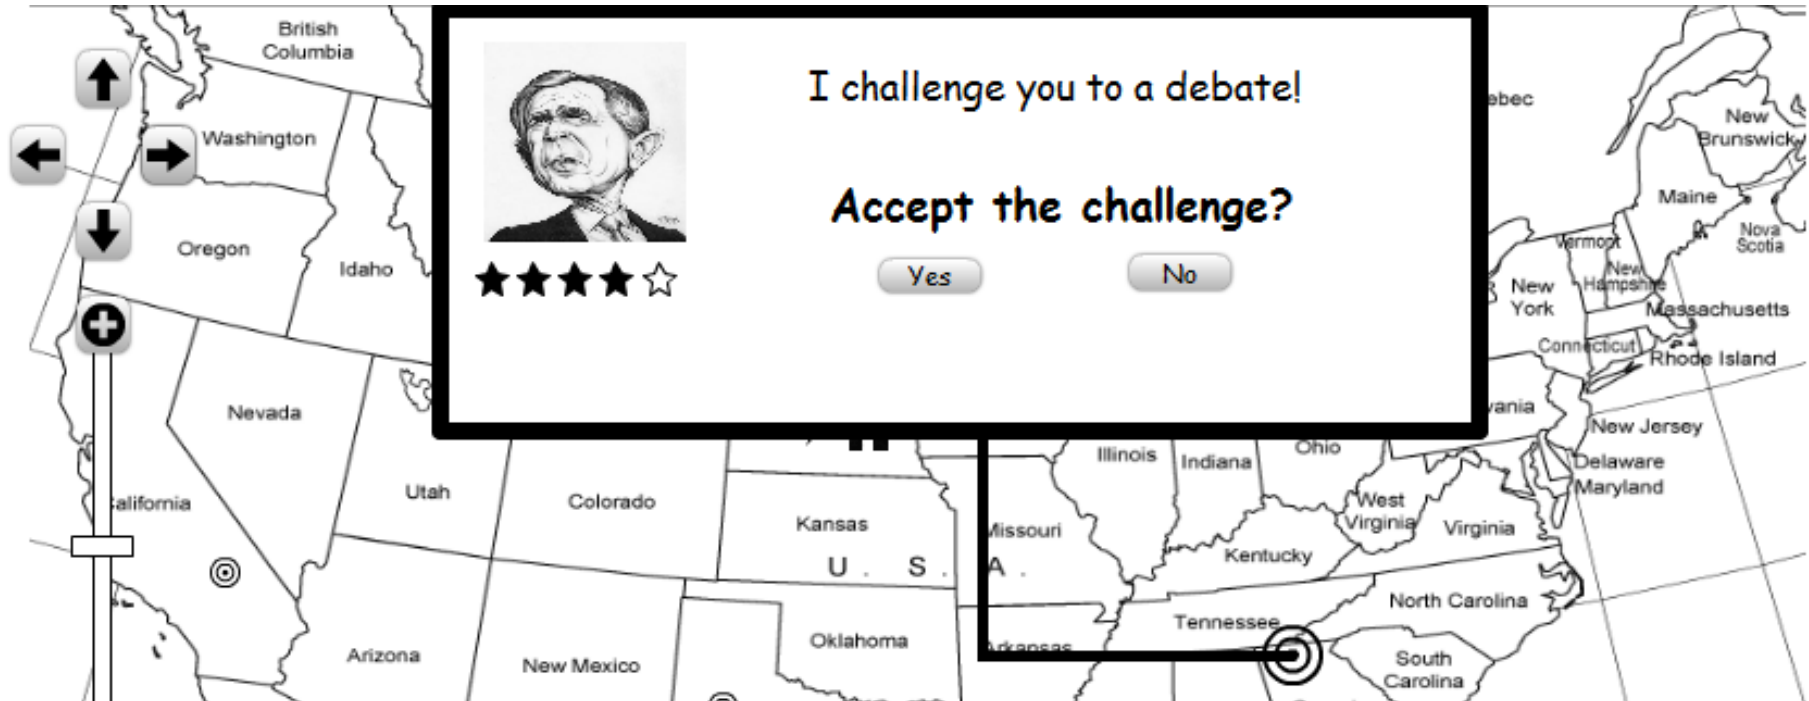 British
Columbia
I challenge you to a debate!
ebec
New
Brunswick
Washington
Accept the challenge?
Maine
Nova
Scotia
Oregon
Idaho
Vermont
New
Hampshire
Yes
No
New
York
Massachusetts
Connecticut
Rhode Island
Nevada
vania
New Jersey
Illinois
Indiana
Ohio
Delaware
Maryland
California
Utah
Colorado
Kansas
Missouri
West
Virginia
Virginia
Kentucky
U. S. A.
North Carolina
Tennessee
Oklahoma
Arkansas
Arizona
New Mexico
South
Carolina